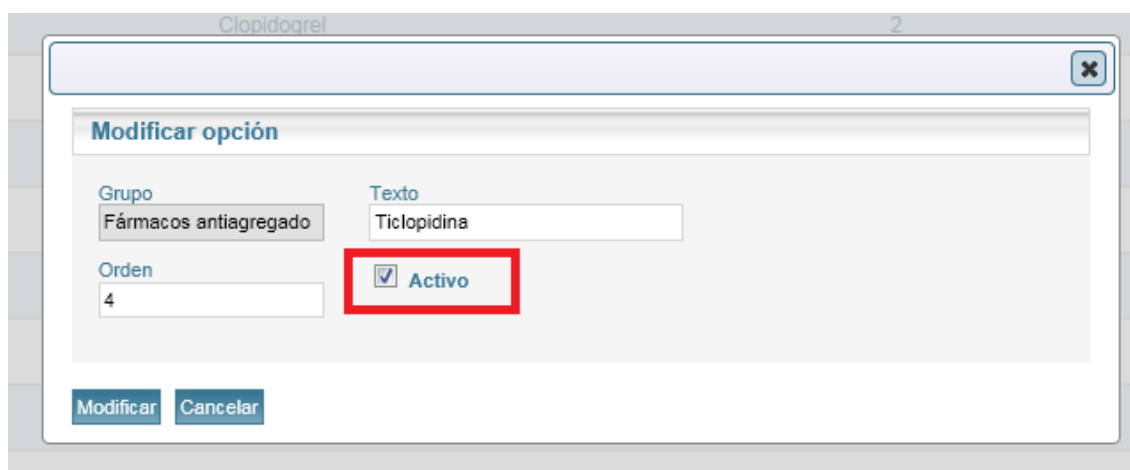 Clopidogrel 2
Modificar opción
Grupo Texto
Fármacos antiagregado Ticlopidina
Orden Activo
4
Modificar Cancelar